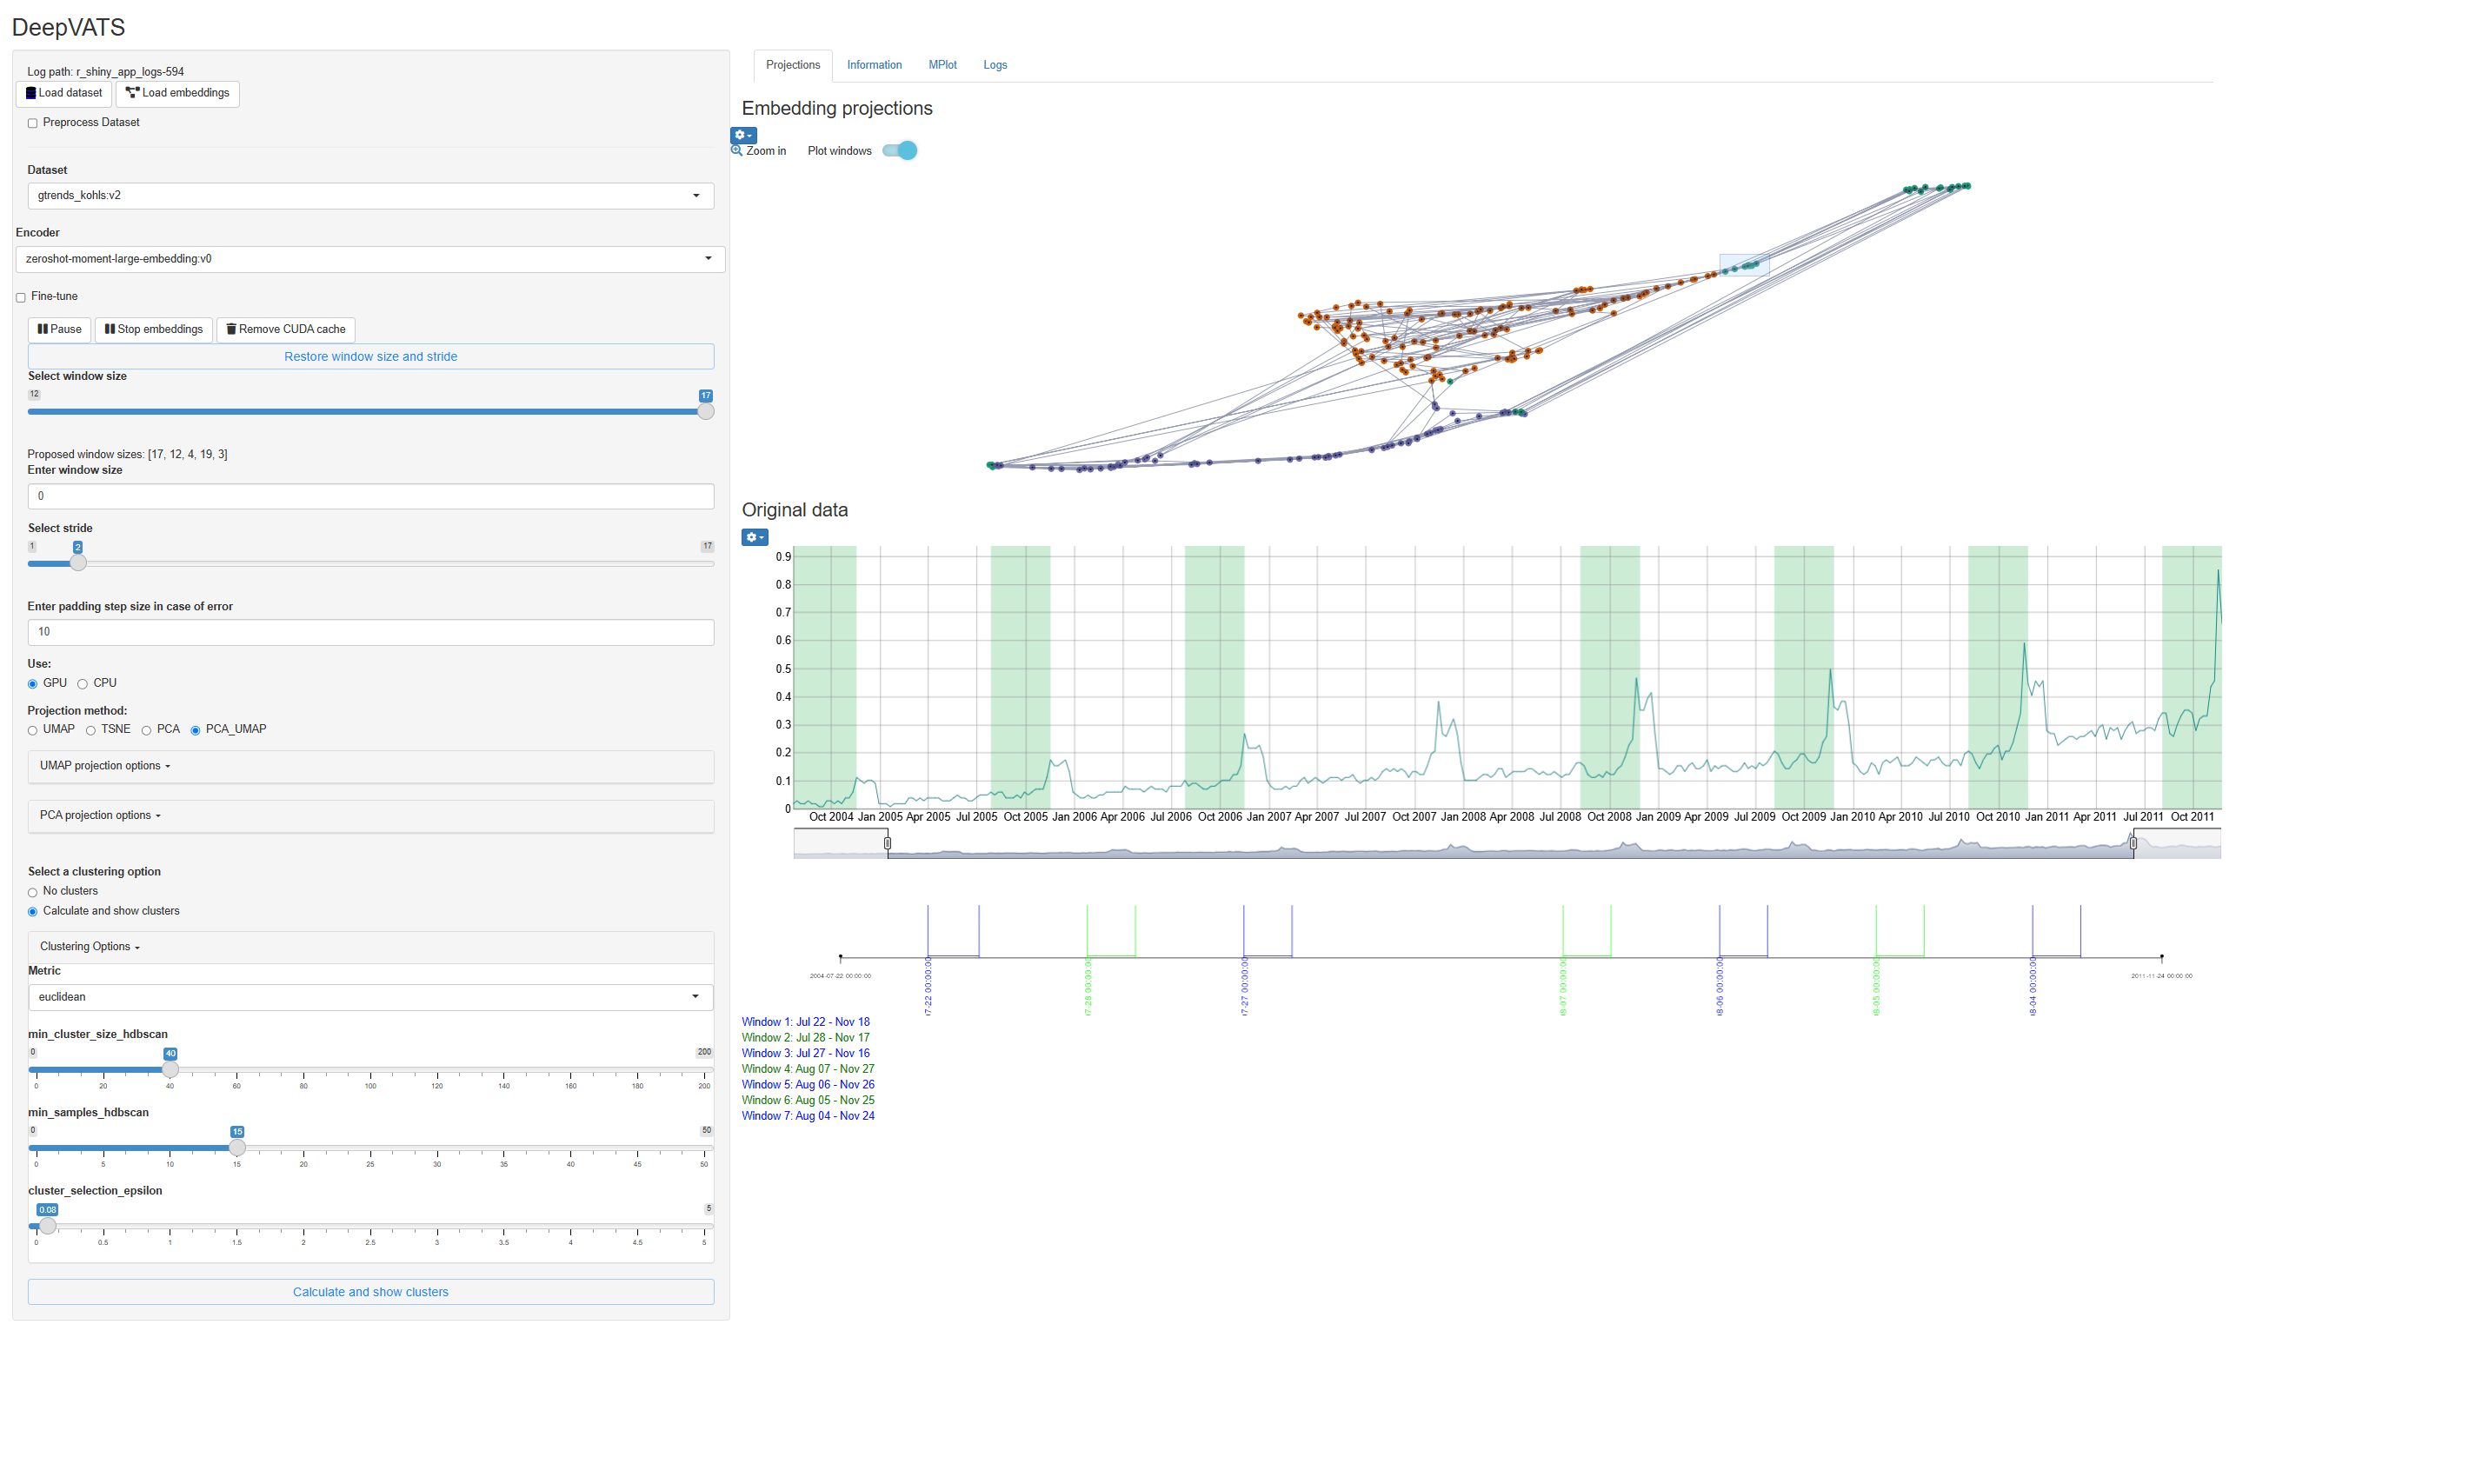 DeepVATS
Log path: r_shiny_app_logs-594
Load dataset Load embeddings
Preprocess Dataset
Dataset
gtrends_kohls:v2
Encoder
zeroshot-moment-large-embedding:v0
Fine-tune
Pause Stop embeddings Remove CUDA cache
Restore window size and stride
Select window size
12 17
Proposed window sizes: [17, 12, 4, 19, 3]
Enter window size
0
Select stride
1 2 17
Enter padding step size in case of error
10
Use:
GPU CPU
Projection method:
UMAP TSNE PCA PCA_UMAP
UMAP projection options
PCA projection options
Select a clustering option
No clusters
Calculate and show clusters
Clustering Options
Metric
euclidean
min_cluster_size_hdbscan
0 40 200
0 20 40 60 80 100 120 140 160 180 200
min_samples_hdbscan
0 15 50
0 5 10 15 20 25 30 35 40 45 50
cluster_selection_epsilon
0.08 5
0 0.5 1 1.5 2 2.5 3 3.5 4 4.5 5
Calculate and show clusters
Projections Information MPlot Logs
Embedding projections
Zoom in Plot windows
Original data
0.9
0.8
0.7
0.6
0.5
0.4
0.3
0.2
0.1
0
Oct 2004 Jan 2005 Apr 2005 Jul 2005 Oct 2005 Jan 2006 Apr 2006 Jul 2006 Oct 2006 Jan 2007 Apr 2007 Jul 2007 Oct 2007 Jan 2008 Apr 2008 Jul 2008 Oct 2008 Jan 2009 Apr 2009 Jul 2009 Oct 2009 Jan 2010 Apr 2010 Jul 2010 Oct 2010 Jan 2011 Apr 2011 Jul 2011 Oct 2011
2004-07-22 00:00:00 2011-11-24 00:00:00
7-22 00:00:00 7-28 00:00:00 7-27 00:00:00 8-07 00:00:00 8-06 00:00:00 8-05 00:00:00 8-04 00:00:00
Window 1: Jul 22 - Nov 18
Window 2: Jul 28 - Nov 17
Window 3: Jul 27 - Nov 16
Window 4: Aug 07 - Nov 27
Window 5: Aug 06 - Nov 26
Window 6: Aug 05 - Nov 25
Window 7: Aug 04 - Nov 24